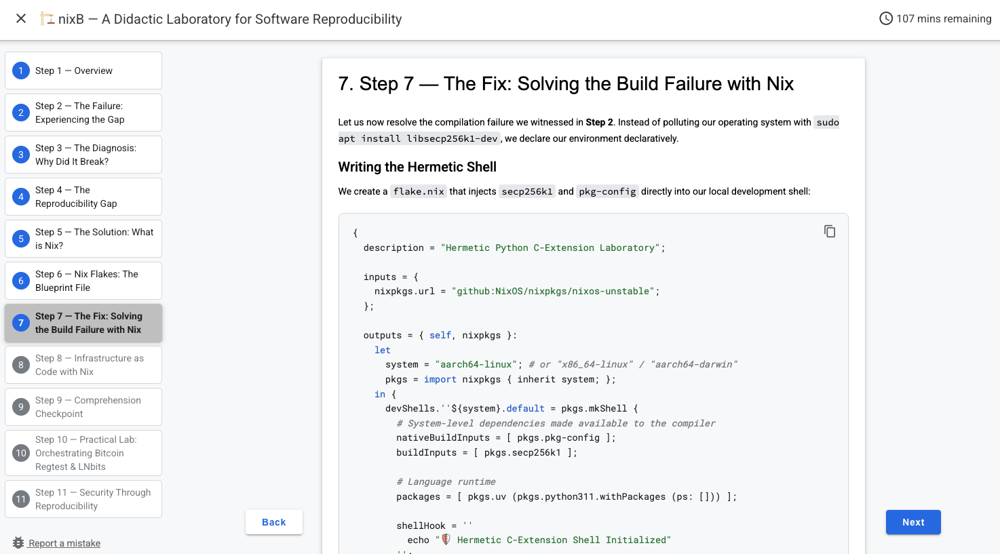 nixB — A Didactic Laboratory for Software Reproducibility
107 mins remaining
1 Step 1 — Overview
2 Step 2 — The Failure:
Experiencing the Gap
3 Step 3 — The Diagnosis:
Why Did It Break?
4 Step 4 — The
Reproducibility Gap
5 Step 5 — The Solution: What
is Nix?
6 Step 6 — Nix Flakes: The
Blueprint File
7 Step 7 — The Fix: Solving
the Build Failure with Nix
8 Step 8 — Infrastructure as
Code with Nix
9 Step 9 — Comprehension
Checkpoint
10 Step 10 — Practical Lab:
Orchestrating Bitcoin
Regtest & LNbits
11 Step 11 — Security Through
Reproducibility
Report a mistake
7. Step 7 — The Fix: Solving the Build Failure with Nix
Let us now resolve the compilation failure we witnessed in Step 2. Instead of polluting our operating system with sudo
apt install libsecp256k1-dev, we declare our environment declaratively.
Writing the Hermetic Shell
We create a flake.nix that injects secp256k1 and pkg-config directly into our local development shell:
{
  description = "Hermetic Python C-Extension Laboratory";
  inputs = {
    nixpkgs.url = "github:NixOS/nixpkgs/nixos-unstable";
  };
  outputs = { self, nixpkgs }:
    let
      system = "aarch64-linux"; # or "x86_64-linux" / "aarch64-darwin"
      pkgs = import nixpkgs { inherit system; };
    in {
      devShells.''${system}.default = pkgs.mkShell {
        # System-level dependencies made available to the compiler
        nativeBuildInputs = [ pkgs.pkg-config ];
        buildInputs = [ pkgs.secp256k1 ];
        # Language runtime
        packages = [ pkgs.uv (pkgs.python311.withPackages (ps: [])) ];
        shellHook = ''
          echo "🛡️ Hermetic C-Extension Shell Initialized"
        '';
Back
Next